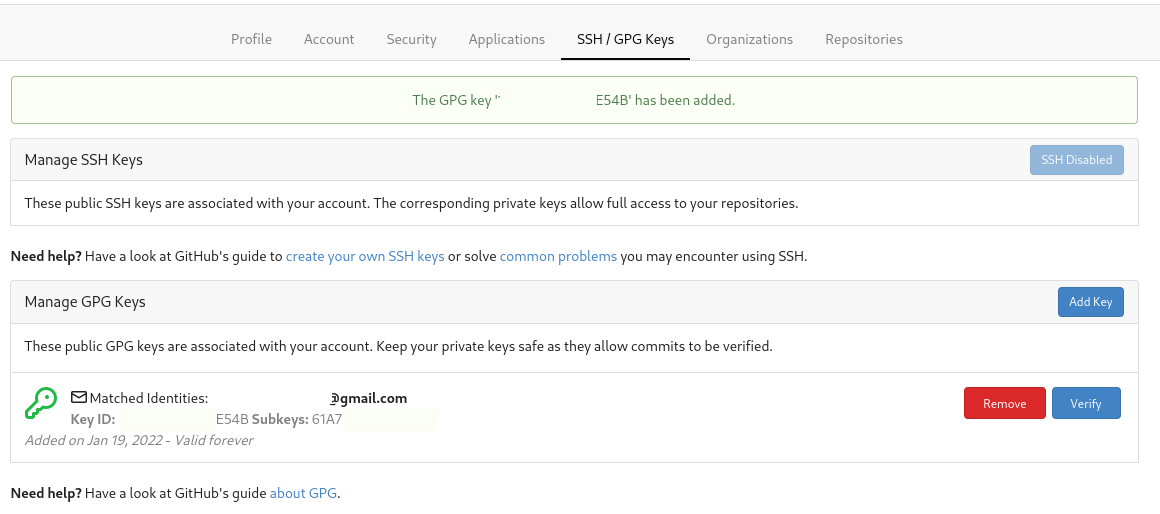 Profile Account Security Applications SSH / GPG Keys Organizations Repositories
The GPG key ' E54B' has been added.
Manage SSH Keys SSH Disabled
These public SSH keys are associated with your account. The corresponding private keys allow full access to your repositories.
Need help? Have a look at GitHub's guide to create your own SSH keys or solve common problems you may encounter using SSH.
Manage GPG Keys Add Key
These public GPG keys are associated with your account. Keep your private keys safe as they allow commits to be verified.
Matched Identities: @gmail.com Remove Verify
Key ID: E54B Subkeys: 61A7
Added on Jan 19, 2022 - Valid forever
Need help? Have a look at GitHub's guide about GPG.